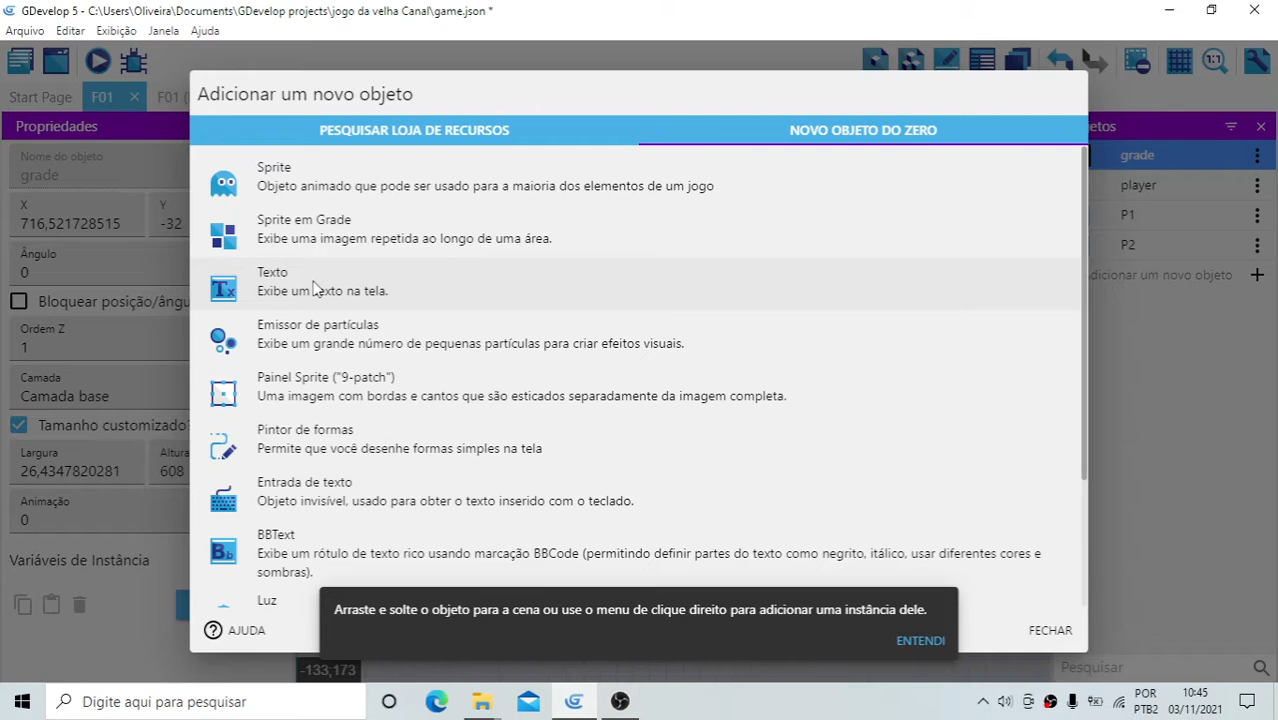 GDevelop 5 - C:\Users\Oliveira\Documents\GDevelop projects\jogo da velha Canal\game.json *
Arquivo Editar Exibição Janela Ajuda
Start Page F01 × F01 (
Adicionar um novo objeto
PESQUISAR LOJA DE RECURSOS NOVO OBJETO DO ZERO
Propriedades
Nome do objeto
grade
X
716,521728515
Y
-32
Ângulo
0
Bloquear posição/ângu
Ordem Z
1
Camada
Camada base
Tamanho customizado?
Largura
26,4347820281
Altura
608
Animação
0
Variáveis de Instância
Sprite
Objeto animado que pode ser usado para a maioria dos elementos de um jogo
Sprite em Grade
Exibe uma imagem repetida ao longo de uma área.
Texto
Exibe um texto na tela.
Emissor de partículas
Exibe um grande número de pequenas partículas para criar efeitos visuais.
Painel Sprite ("9-patch")
Uma imagem com bordas e cantos que são esticados separadamente da imagem completa.
Pintor de formas
Permite que você desenhe formas simples na tela
Entrada de texto
Objeto invisível, usado para obter o texto inserido com o teclado.
BBText
Exibe um rótulo de texto rico usando marcação BBCode (permitindo definir partes do texto como negrito, itálico, usar diferentes cores e
sombras).
Luz
AJUDA
FECHAR
Arraste e solte o objeto para a cena ou use o menu de clique direito para adicionar uma instância dele.
ENTENDI
etos
grade
player
P1
P2
dicionar um novo objeto
-133;173
Pesquisar
Digite aqui para pesquisar
POR
PTB2
10:45
03/11/2021